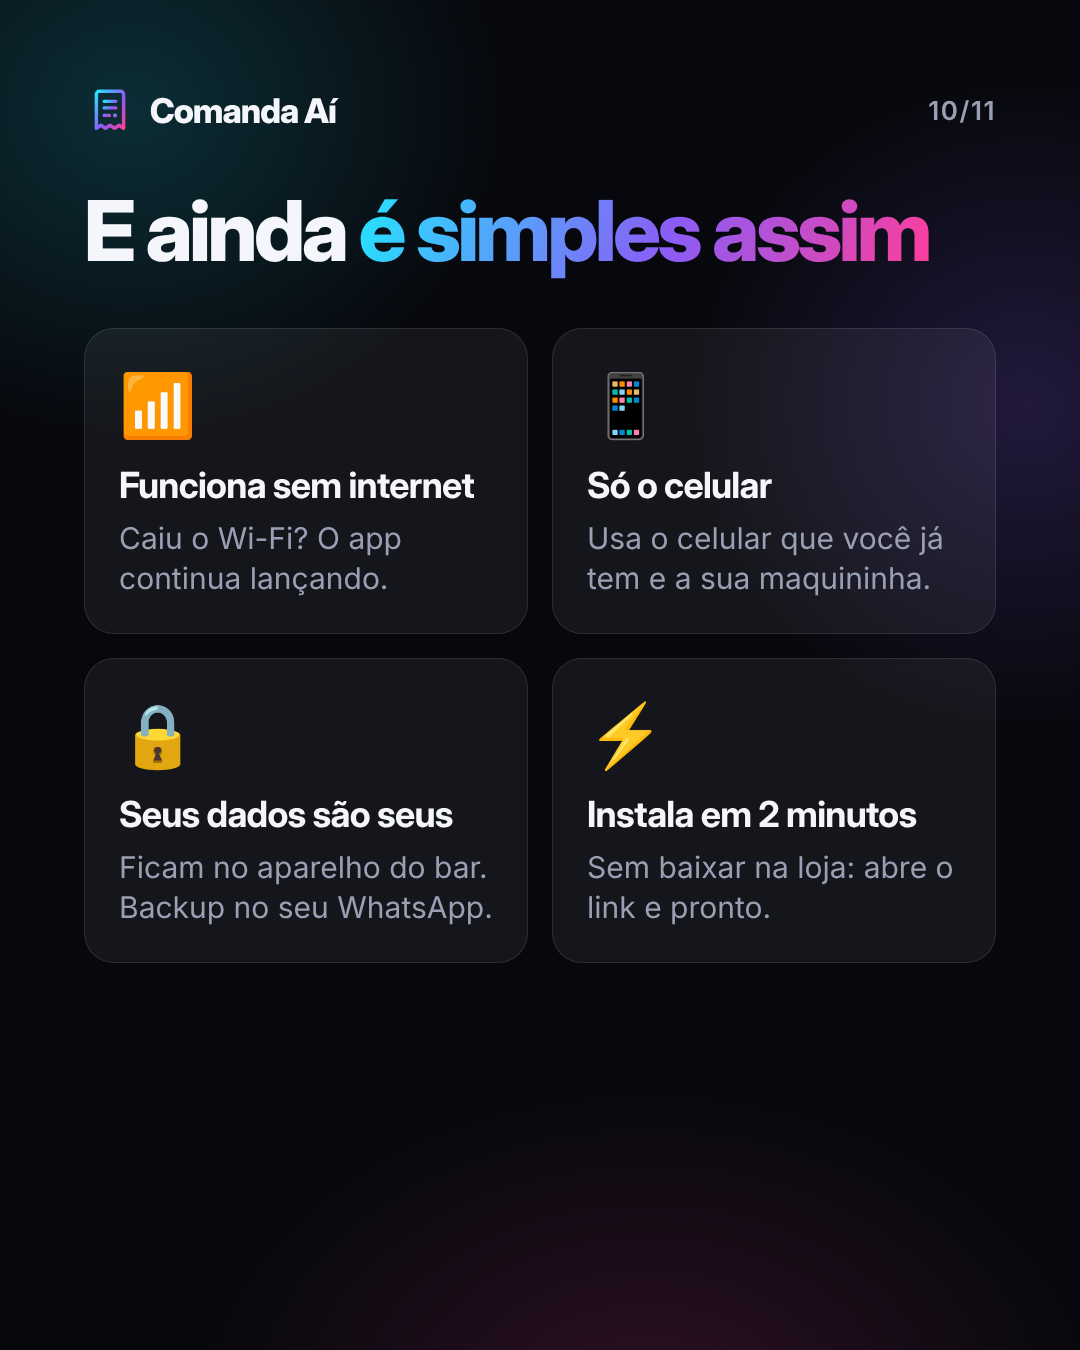 Comanda Aí
10/11
E ainda é simples assim
Funciona sem internet
Caiu o Wi-Fi? O app
continua lançando.
Só o celular
Usa o celular que você já
tem e a sua maquininha.
Seus dados são seus
Ficam no aparelho do bar.
Backup no seu WhatsApp.
Instala em 2 minutos
Sem baixar na loja: abre o
link e pronto.